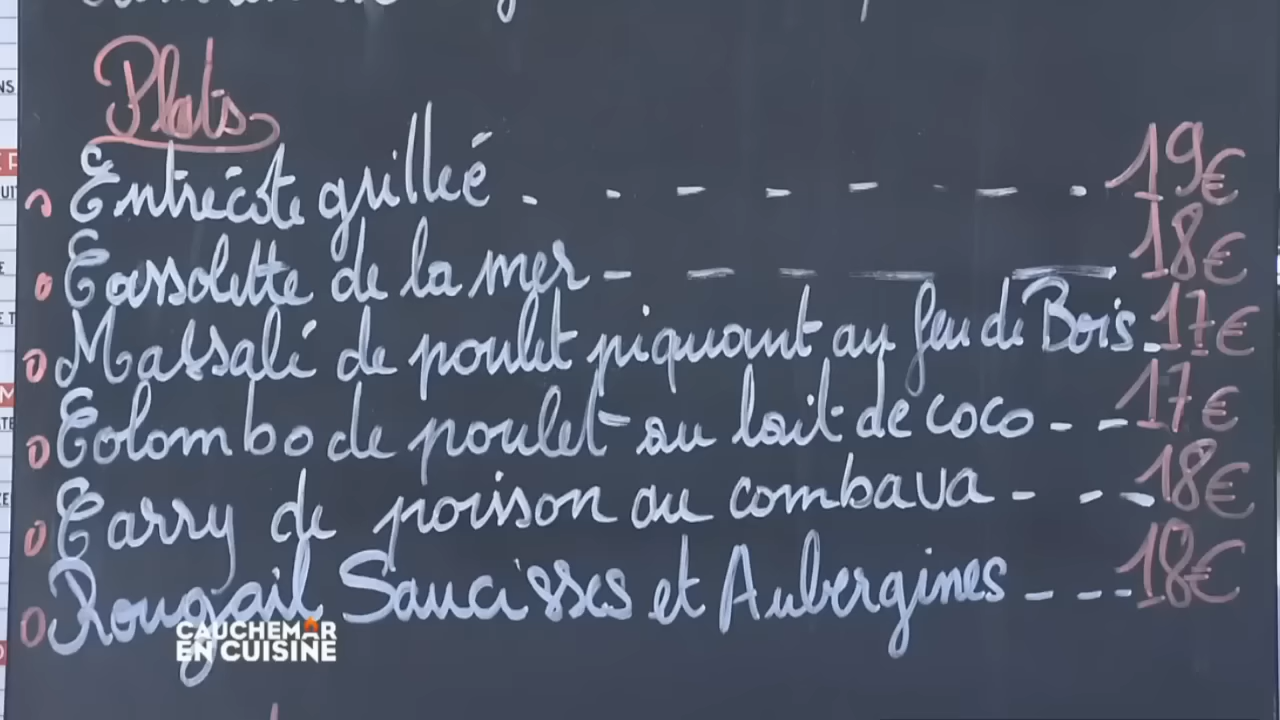 Plats
Entrecôte grilleé . . - - - - - . 19€
Cassolette de la mer - - - - - 18€
Massalé de poulet piquant au feu de Bois - 17€
Colombo de poulet au lait de coco - - 17€
Carry de poisson au combava - - - 18€
Rougail Saucisses et Aubergines - - - 18€
CAUCHEMAR
EN CUISINE